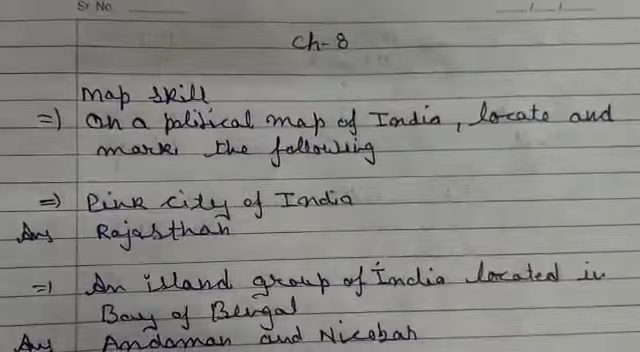 Sr No.
Ch-8
Map skill
=) On a political map of India, locate and
mark the following
=) Pink city of India
Ans Rajasthan
=) An island group of India located in
Bay of Bengal
Ans Andaman and Nicobar